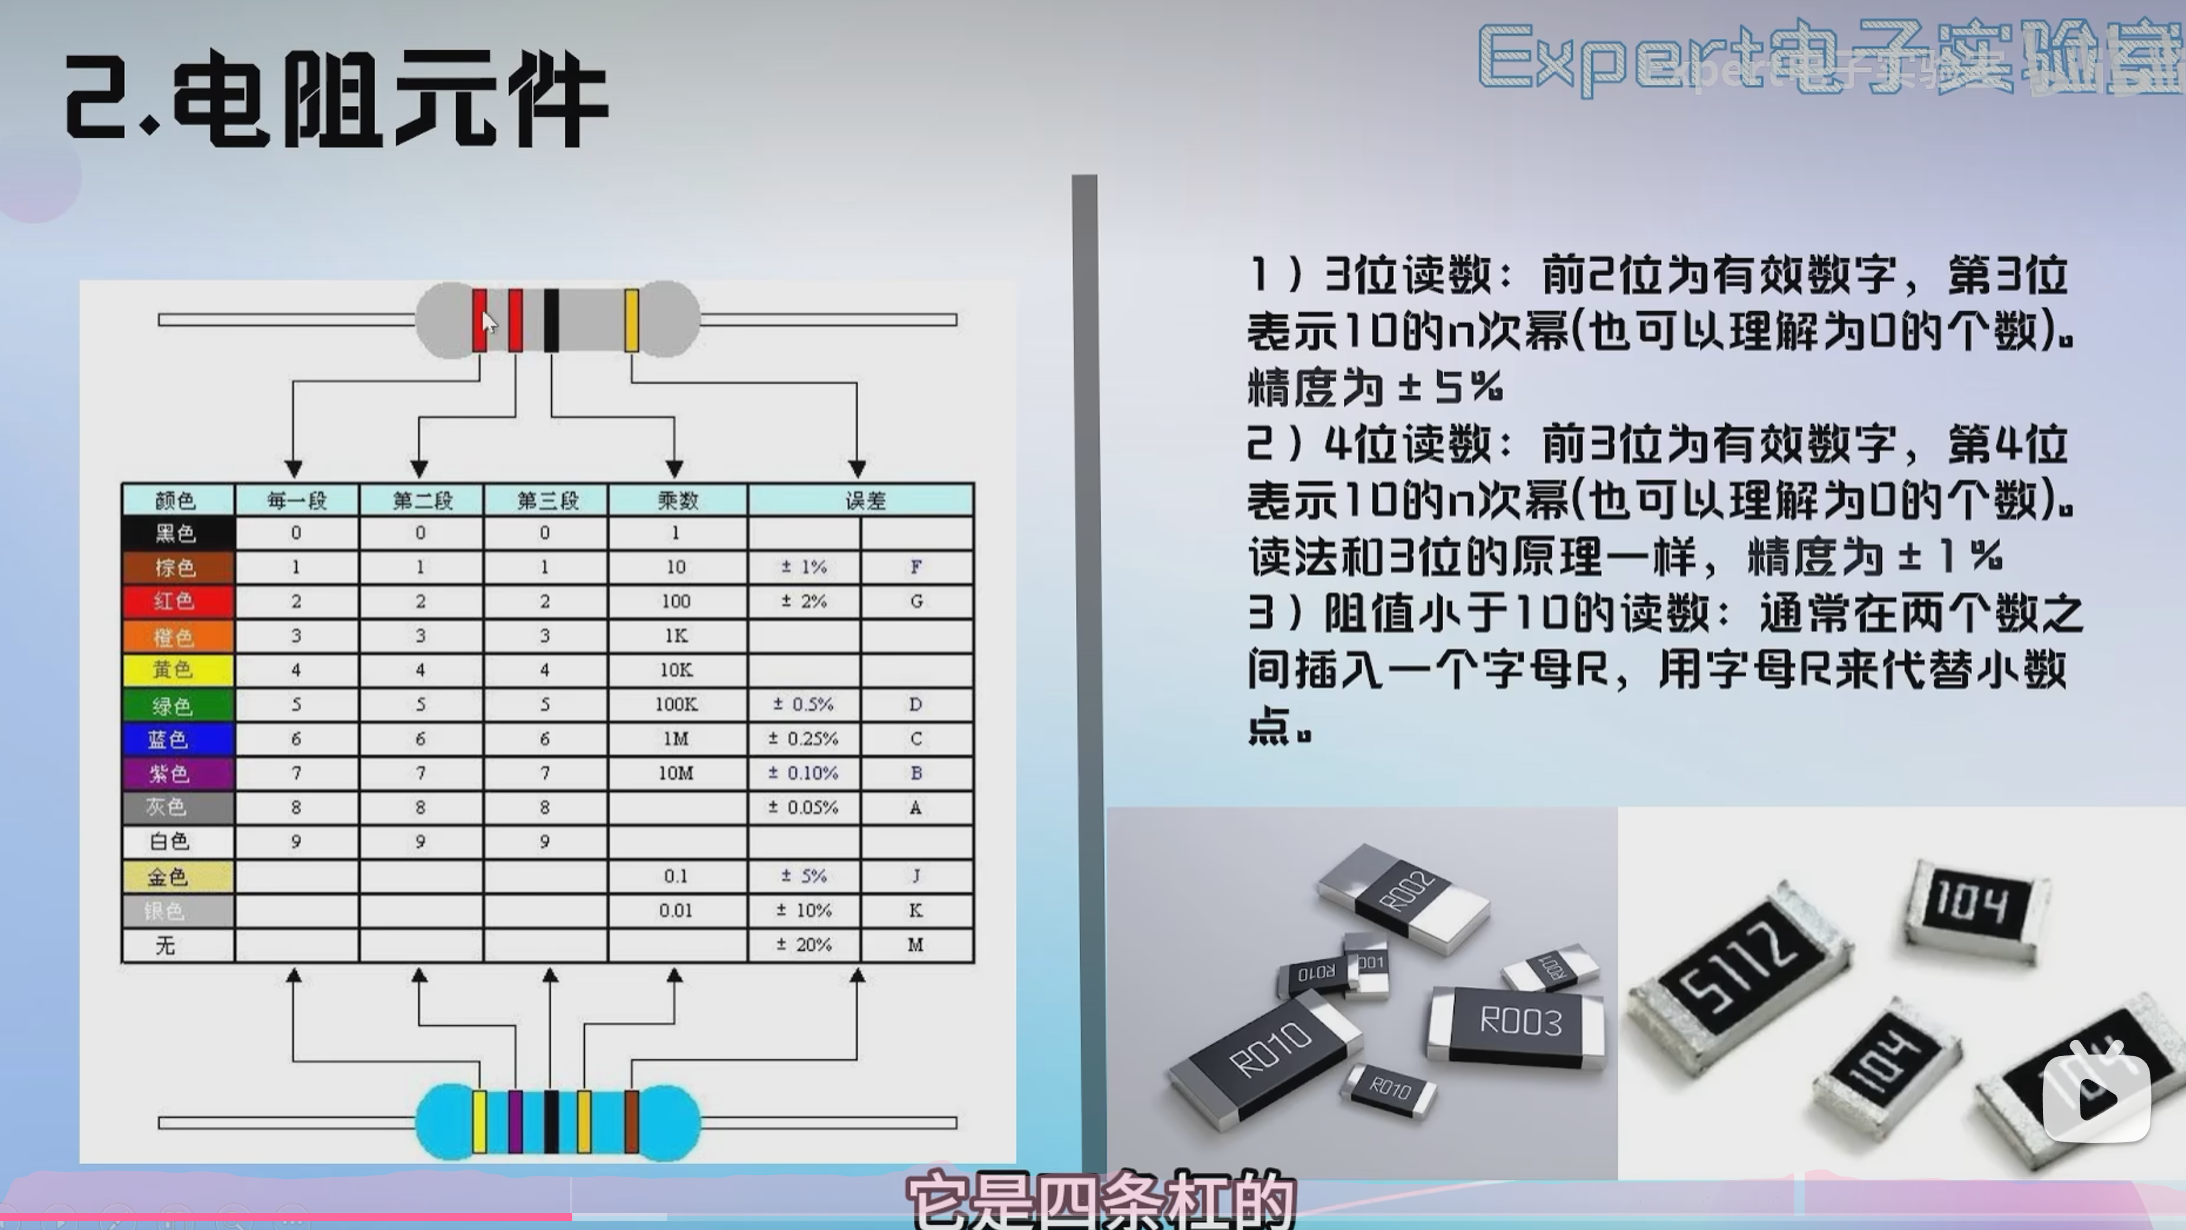 2.电阻元件
Expert电子实验室
颜色 每一段 第二段 第三段 乘数 误差
黑色 0 0 0 1
棕色 1 1 1 10 ± 1% F
红色 2 2 2 100 ± 2% G
橙色 3 3 3 1K
黄色 4 4 4 10K
绿色 5 5 5 100K ± 0.5% D
蓝色 6 6 6 1M ± 0.25% C
紫色 7 7 7 10M ± 0.10% B
灰色 8 8 8 ± 0.05% A
白色 9 9 9
金色 0.1 ± 5% J
银色 0.01 ± 10% K
无 ± 20% M
1）3位读数：前2位为有效数字，第3位
表示10的n次幂(也可以理解为0的个数)。
精度为±5%
2）4位读数：前3位为有效数字，第4位
表示10的n次幂(也可以理解为0的个数)。
读法和3位的原理一样，精度为±1%
3）阻值小于10的读数：通常在两个数之
间插入一个字母R，用字母R来代替小数
点。
R002
R010
R001
R003
R010
R010
5112
104
104
104
它是四条杠的